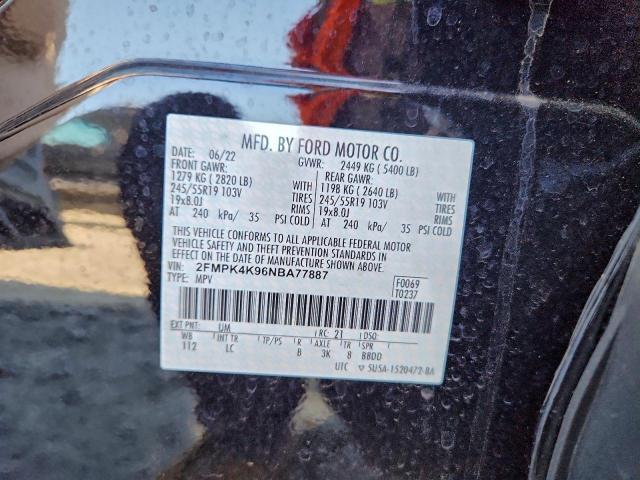 MFD. BY FORD MOTOR CO.
DATE: 06/22 GVWR: 2449 KG ( 5400 LB)
FRONT GAWR: REAR GAWR:
1279 KG ( 2820 LB) WITH 1198 KG ( 2640 LB) WITH
245/55R19 103V TIRES 245/55R19 103V TIRES
19x8.0J RIMS 19x8.0J RIMS
AT 240 kPa/ 35 PSI COLD AT 240 kPa/ 35 PSI COLD
THIS VEHICLE CONFORMS TO ALL APPLICABLE FEDERAL MOTOR
VEHICLE SAFETY AND THEFT PREVENTION STANDARDS IN
EFFECT ON THE DATE OF MANUFACTURE SHOWN ABOVE.
VIN: 2FMPK4K96NBA77887 F0069
TYPE: MPV T0237
EXT PNT: UM RC: 21 DSO:
WB INT TR TP/PS R AXLE TR SPR
112 LC B 3K 8 BBDD
UTC ▽ 5U5A-1520472-BA